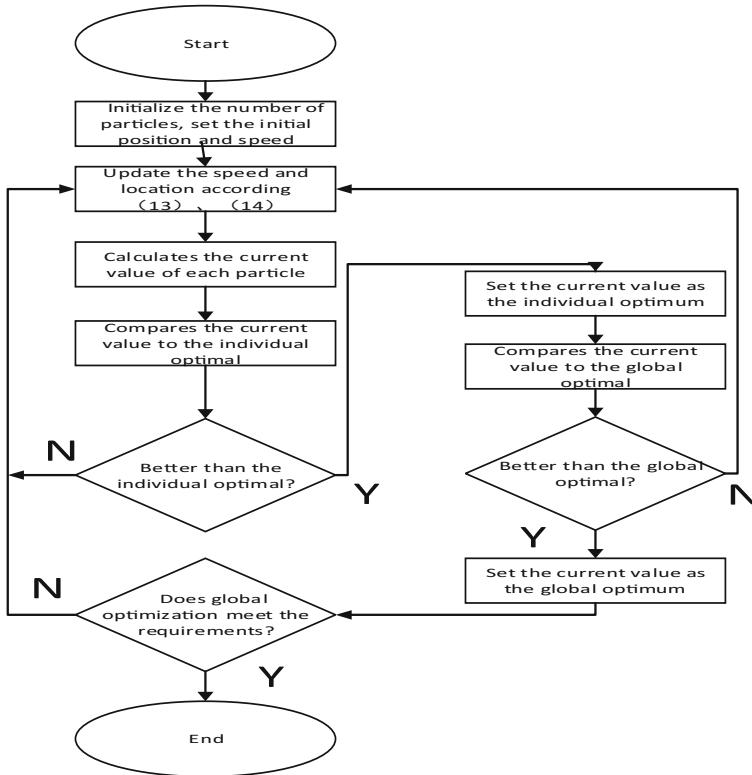 Start
Initialize the number of
particles, set the initial
position and speed
Update the speed and
location according
（13）、（14）
Calculates the current
value of each particle
Compares the current
value to the individual
optimal
Better than the
individual optimal?
N
Y
Set the current value as
the individual optimum
Compares the current
value to the global
optimal
Better than the global
optimal?
N
Y
Set the current value as
the global optimum
Does global
optimization meet the
requirements?
N
Y
End